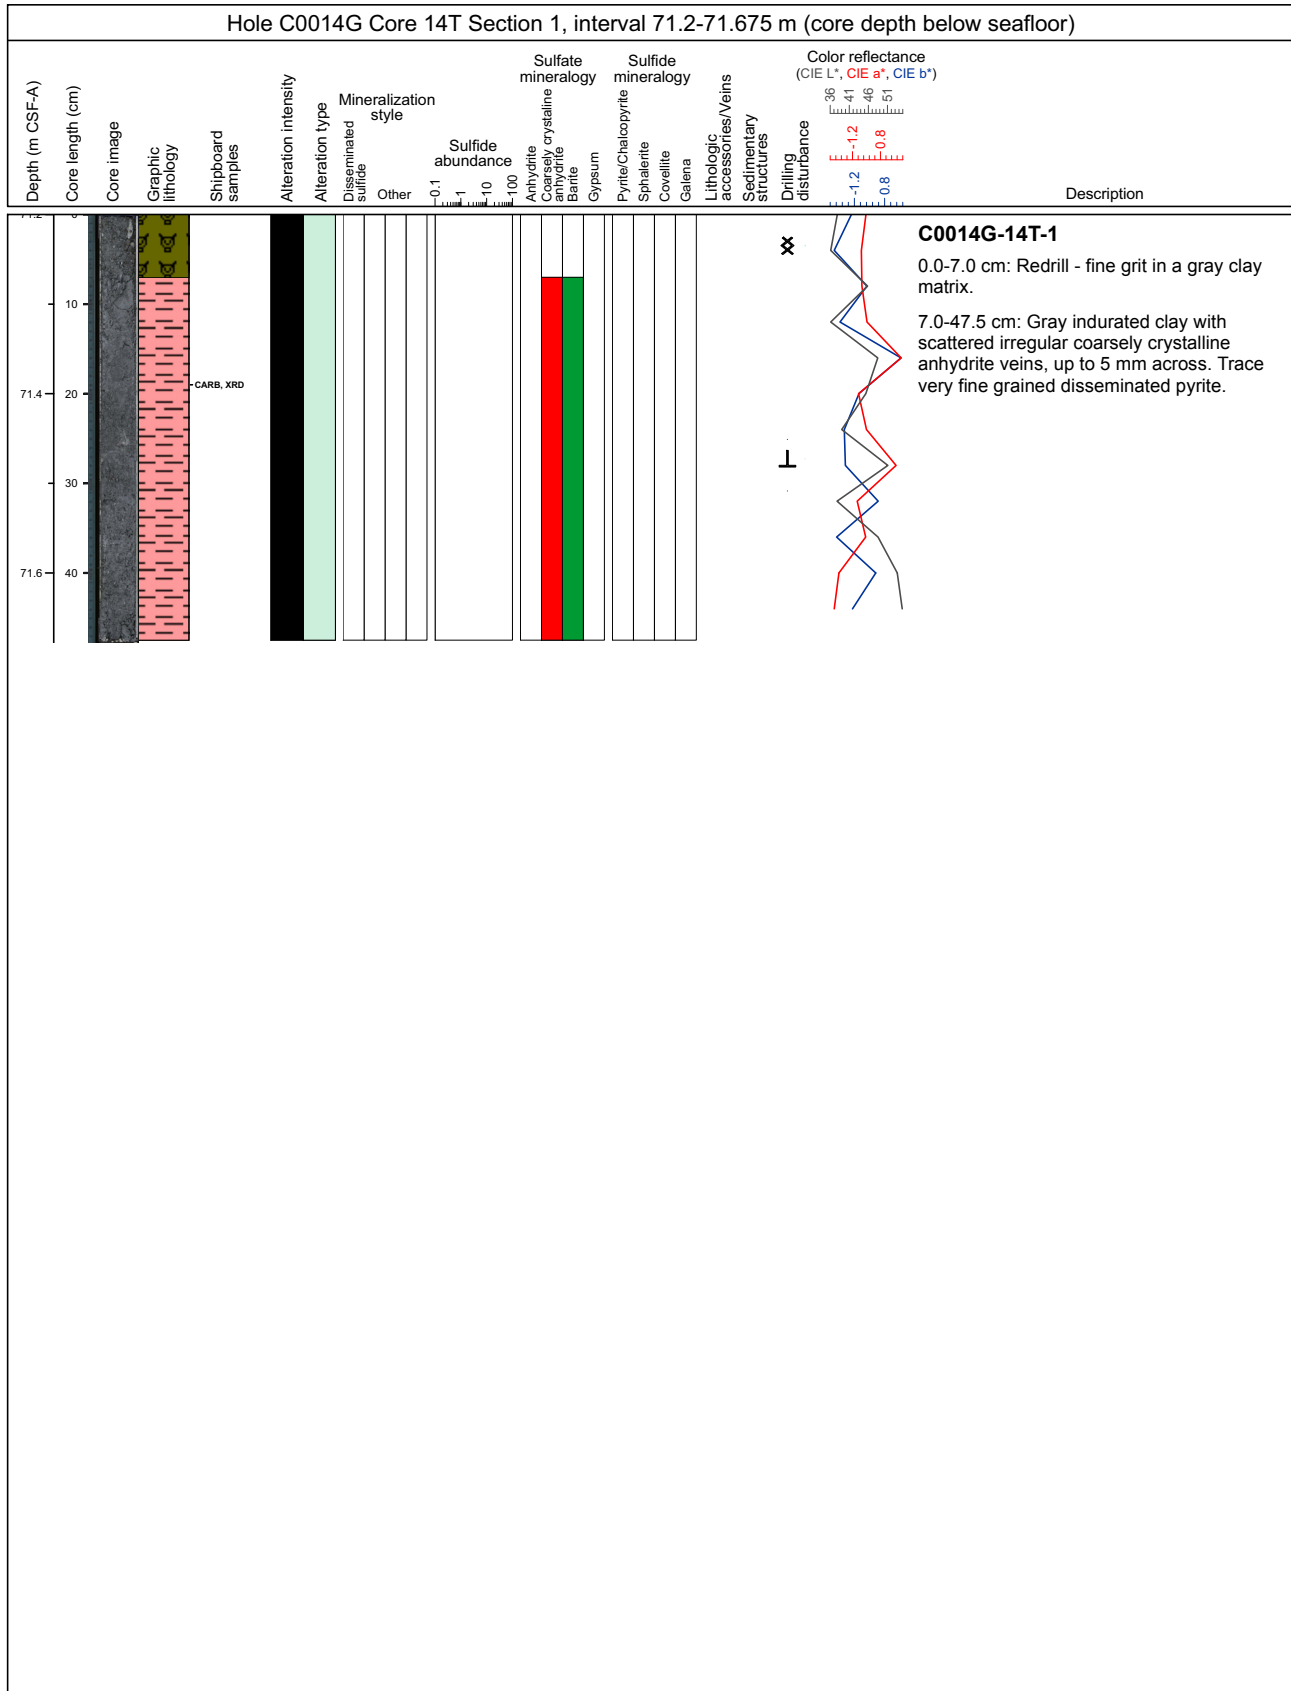 Hole C0014G Core 14T Section 1, interval 71.2-71.675 m (core depth below seafloor)
Depth (m CSF-A)
Core length (cm)
Core image
Graphic
lithology
Shipboard
samples
Alteration intensity
Alteration type
Mineralization
style
Disseminated
sulfide
Other
Sulfide
abundance
0.1
1
10
100
Sulfate
mineralogy
Anhydrite
Coarsely crystaline
anhydrite
Barite
Gypsum
Sulfide
mineralogy
Pyrite/Chalcopyrite
Sphalerite
Covellite
Galena
Lithologic
accessories/Veins
Sedimentary
structures
Drilling
disturbance
Color reflectance
(CIE L*, CIE a*, CIE b*)
36
41
46
51
-1.2
0.8
-1.2
0.8
Description
71.2
0
10
71.4
20
30
71.6
40
CARB, XRD
C0014G-14T-1
0.0-7.0 cm: Redrill - fine grit in a gray clay
matrix.
7.0-47.5 cm: Gray indurated clay with
scattered irregular coarsely crystalline
anhydrite veins, up to 5 mm across. Trace
very fine grained disseminated pyrite.